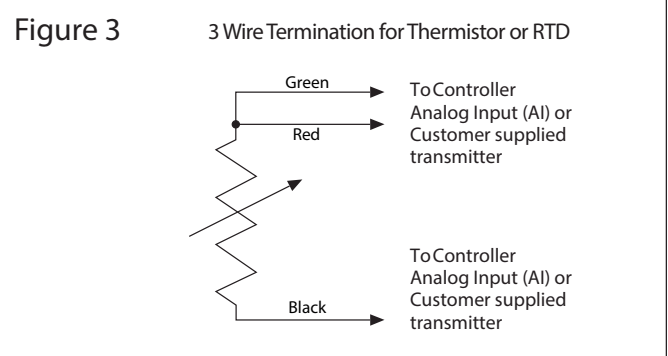 Figure 3
3 Wire Termination for Thermistor or RTD
Green
Red
To Controller
Analog Input (AI) or
Customer supplied
transmitter
Black
To Controller
Analog Input (AI) or
Customer supplied
transmitter